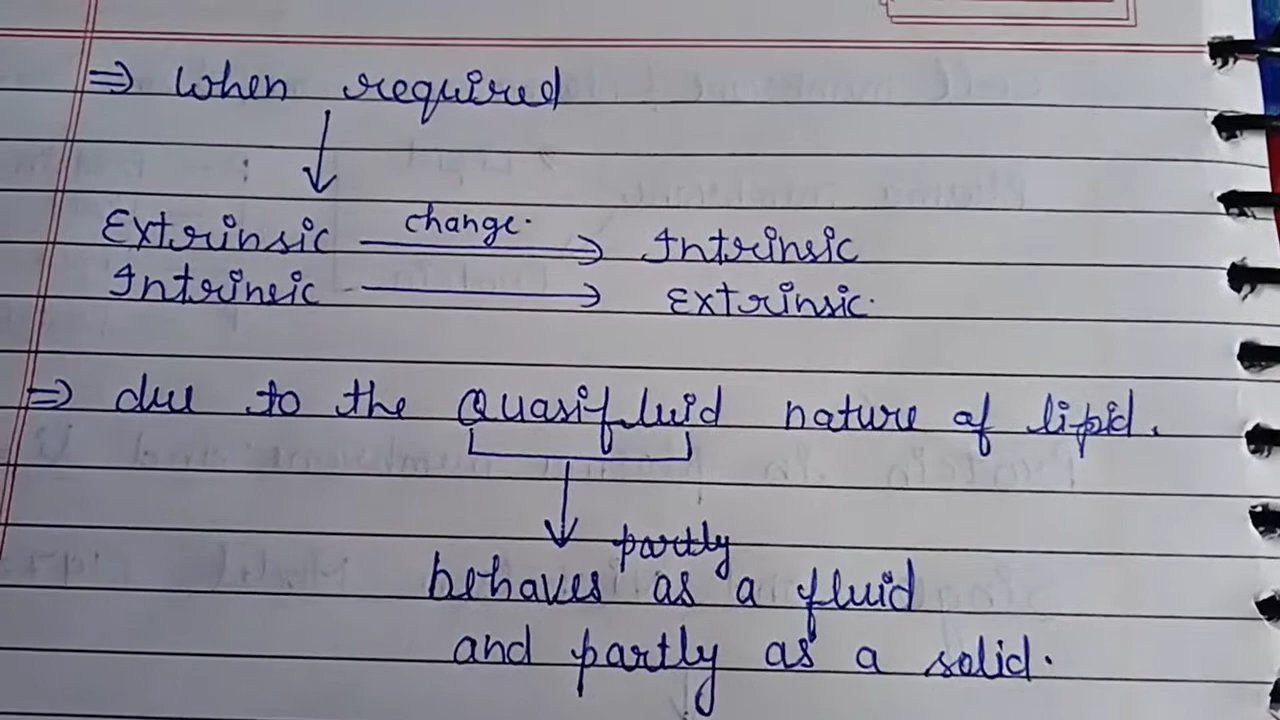 ⇒ When required
↓
Extrinsic change. → Intrinsic
Intrinsic → Extrinsic.
⇒ due to the Quasifluid nature of lipid.
↓
partly
behaves as a fluid
and partly as a solid.